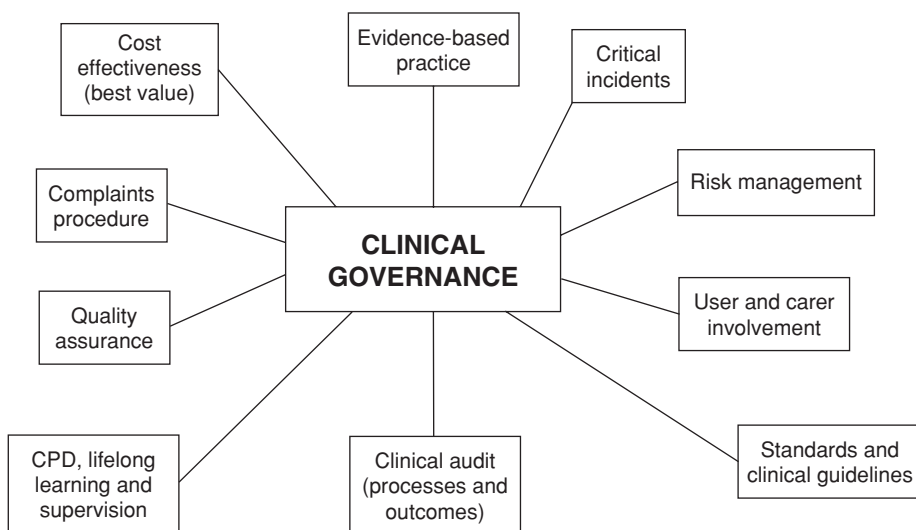 Cost
effectiveness
(best value)
Evidence-based
practice
Critical
incidents
Complaints
procedure
Risk management
CLINICAL
GOVERNANCE
Quality
assurance
User and carer
involvement
CPD, lifelong
learning and
supervision
Clinical audit
(processes and
outcomes)
Standards and
clinical guidelines